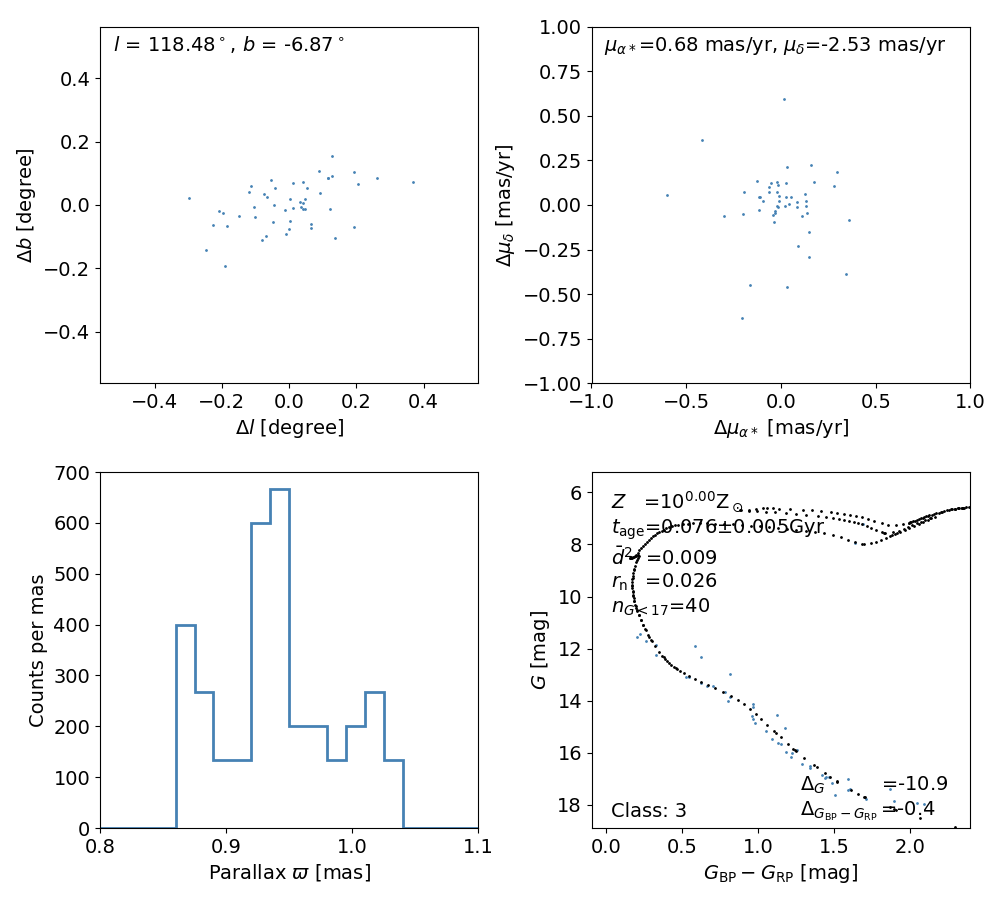 l = 118.48°, b = -6.87°
0.4
0.2
0.0
−0.2
−0.4
Δb [degree]
−0.4 −0.2 0.0 0.2 0.4
Δl [degree]
μα*=0.68 mas/yr, μδ=-2.53 mas/yr
1.00
0.75
0.50
0.25
0.00
−0.25
−0.50
−0.75
−1.00
Δμδ [mas/yr]
−1.0 −0.5 0.0 0.5 1.0
Δμα* [mas/yr]
700
600
500
400
300
200
100
0
Counts per mas
0.8 0.9 1.0 1.1
Parallax ϖ [mas]
Z =10^0.00 Z⊙
t_age=0.076±0.005Gyr
d̄² =0.009
r_n =0.026
n_G<17=40
6
8
10
12
14
16
18
G [mag]
Δ_G =-10.9
Δ_G_BP−G_RP =-0.4
Class: 3
0.0 0.5 1.0 1.5 2.0
G_BP − G_RP [mag]